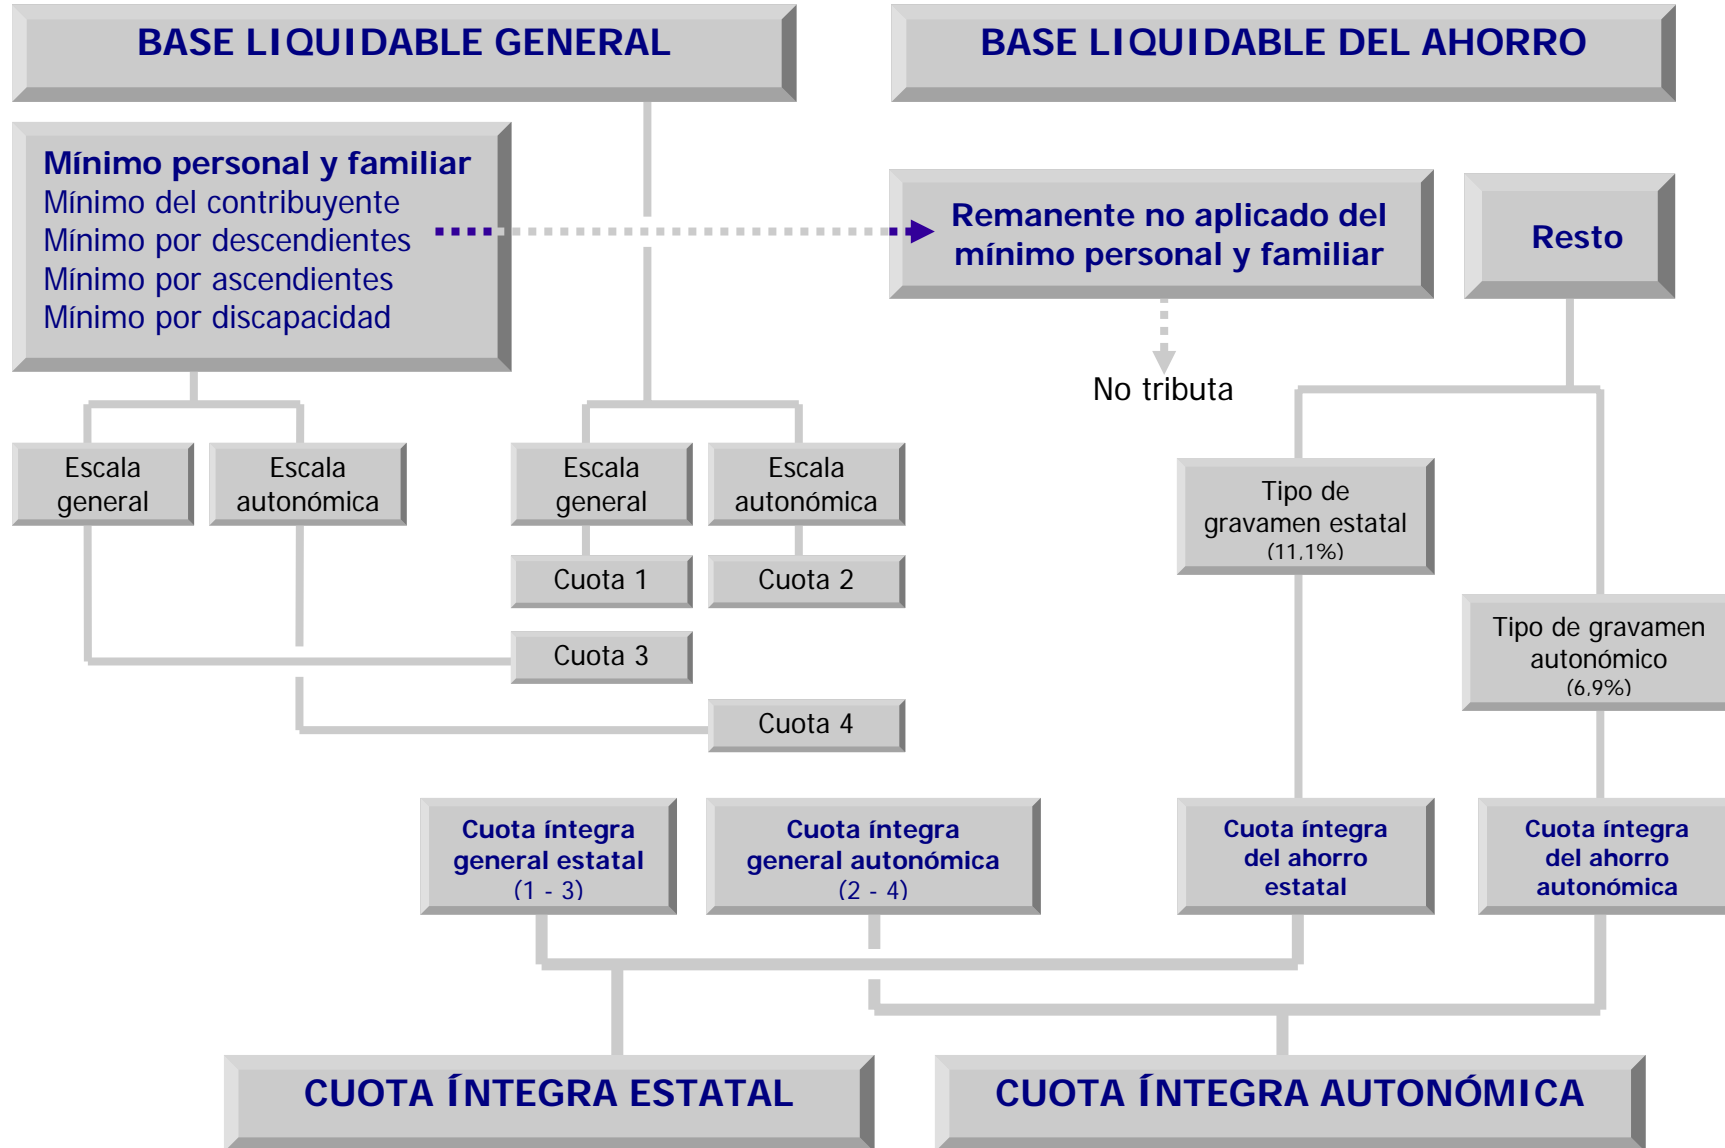 BASE LIQUIDABLE GENERAL
BASE LIQUIDABLE DEL AHORRO
Mínimo personal y familiar
Mínimo del contribuyente
Mínimo por descendientes
Mínimo por ascendientes
Mínimo por discapacidad
Remanente no aplicado del
mínimo personal y familiar
Resto
No tributa
Escala
general
Escala
autonómica
Escala
general
Escala
autonómica
Tipo de
gravamen estatal
(11,1%)
Cuota 1
Cuota 2
Tipo de gravamen
autonómico
(6,9%)
Cuota 3
Cuota 4
Cuota íntegra
general estatal
(1 - 3)
Cuota íntegra
general autonómica
(2 - 4)
Cuota íntegra
del ahorro
estatal
Cuota íntegra
del ahorro
autonómica
CUOTA ÍNTEGRA ESTATAL
CUOTA ÍNTEGRA AUTONÓMICA